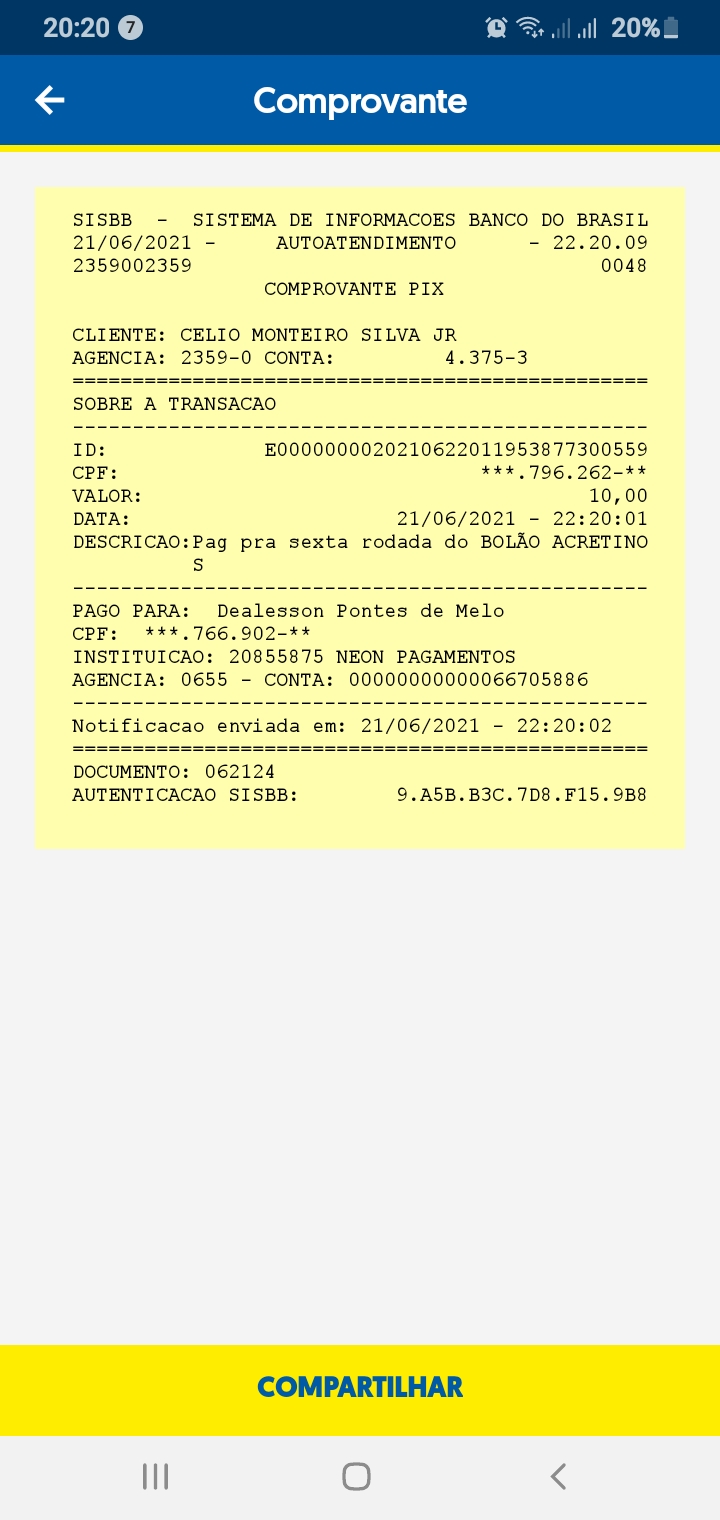 20:20 7 20%
Comprovante
SISBB - SISTEMA DE INFORMACOES BANCO DO BRASIL
21/06/2021 - AUTOATENDIMENTO - 22.20.09
2359002359 0048
COMPROVANTE PIX
CLIENTE: CELIO MONTEIRO SILVA JR
AGENCIA: 2359-0 CONTA: 4.375-3
================================================
SOBRE A TRANSACAO
------------------------------------------------
ID: E0000000020210622011953877300559
CPF: ***.796.262-**
VALOR: 10,00
DATA: 21/06/2021 - 22:20:01
DESCRICAO:Pag pra sexta rodada do BOLÃO ACRETINO
S
------------------------------------------------
PAGO PARA: Dealesson Pontes de Melo
CPF: ***.766.902-**
INSTITUICAO: 20855875 NEON PAGAMENTOS
AGENCIA: 0655 - CONTA: 00000000000066705886
------------------------------------------------
Notificacao enviada em: 21/06/2021 - 22:20:02
================================================
DOCUMENTO: 062124
AUTENTICACAO SISBB: 9.A5B.B3C.7D8.F15.9B8
COMPARTILHAR